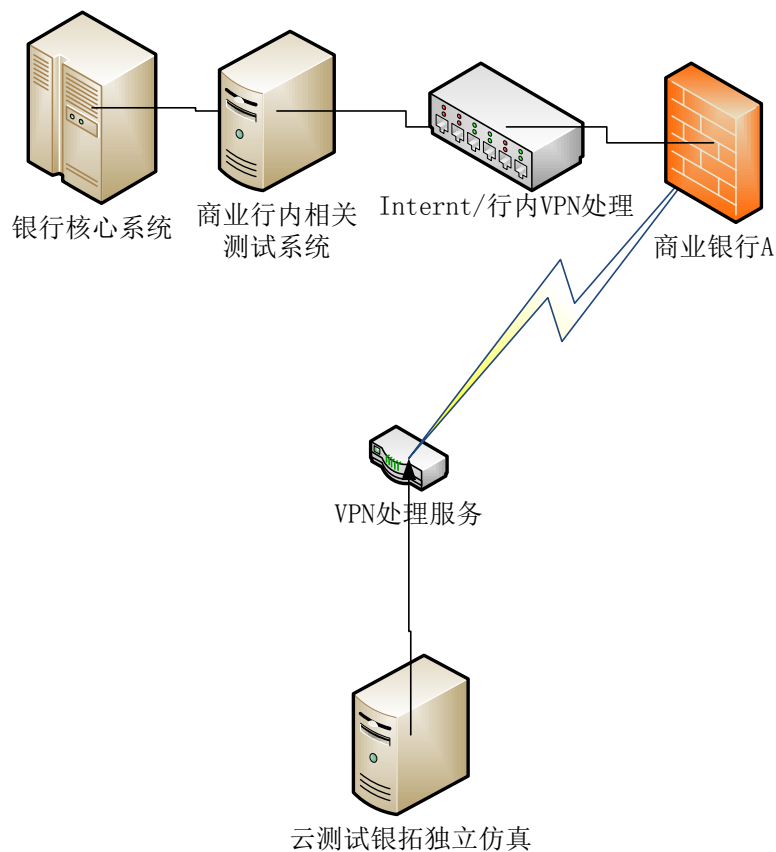 银行核心系统
商业行内相关
测试系统
Internt/行内VPN处理
商业银行A
VPN处理服务
云测试银拓独立仿真